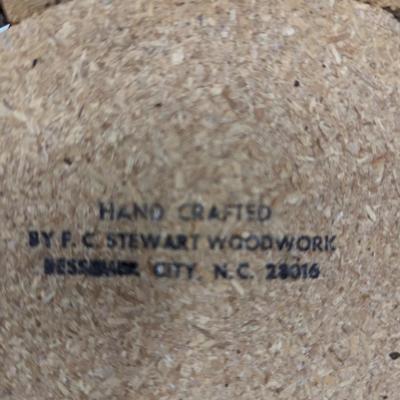 HAND CRAFTED
BY F. C. STEWART WOODWORK
BESSEMER CITY, N.C. 28016